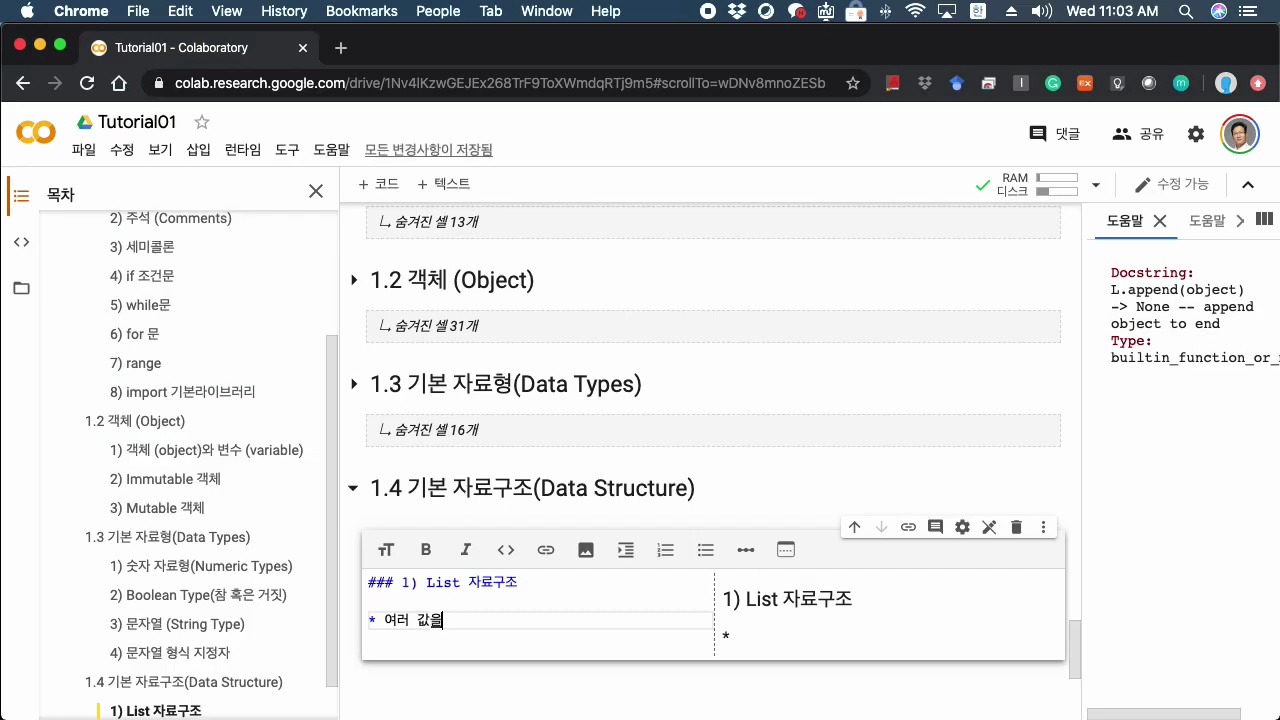 Chrome File Edit View History Bookmarks People Tab Window Help 한 Wed 11:03 AM
Tutorial01 - Colaboratory
colab.research.google.com/drive/1Nv4lKzwGEJEx268TrF9ToXWmdqRTj9m5#scrollTo=wDNv8mnoZESb
Tutorial01
댓글 공유
파일 수정 보기 삽입 런타임 도구 도움말 모든 변경사항이 저장됨
목차
+ 코드 + 텍스트
RAM
디스크
수정 가능
2) 주석 (Comments)
3) 세미콜론
4) if 조건문
5) while문
6) for 문
7) range
8) import 기본라이브러리
1.2 객체 (Object)
1) 객체 (object)와 변수 (variable)
2) Immutable 객체
3) Mutable 객체
1.3 기본 자료형(Data Types)
1) 숫자 자료형(Numeric Types)
2) Boolean Type(참 혹은 거짓)
3) 문자열 (String Type)
4) 문자열 형식 지정자
1.4 기본 자료구조(Data Structure)
1) List 자료구조
숨겨진 셀 13개
1.2 객체 (Object)
숨겨진 셀 31개
1.3 기본 자료형(Data Types)
숨겨진 셀 16개
1.4 기본 자료구조(Data Structure)
### 1) List 자료구조
* 여러 값을
1) List 자료구조
*
도움말 도움말
Docstring:
L.append(object)
-> None -- append
object to end
Type:
builtin_function_or_